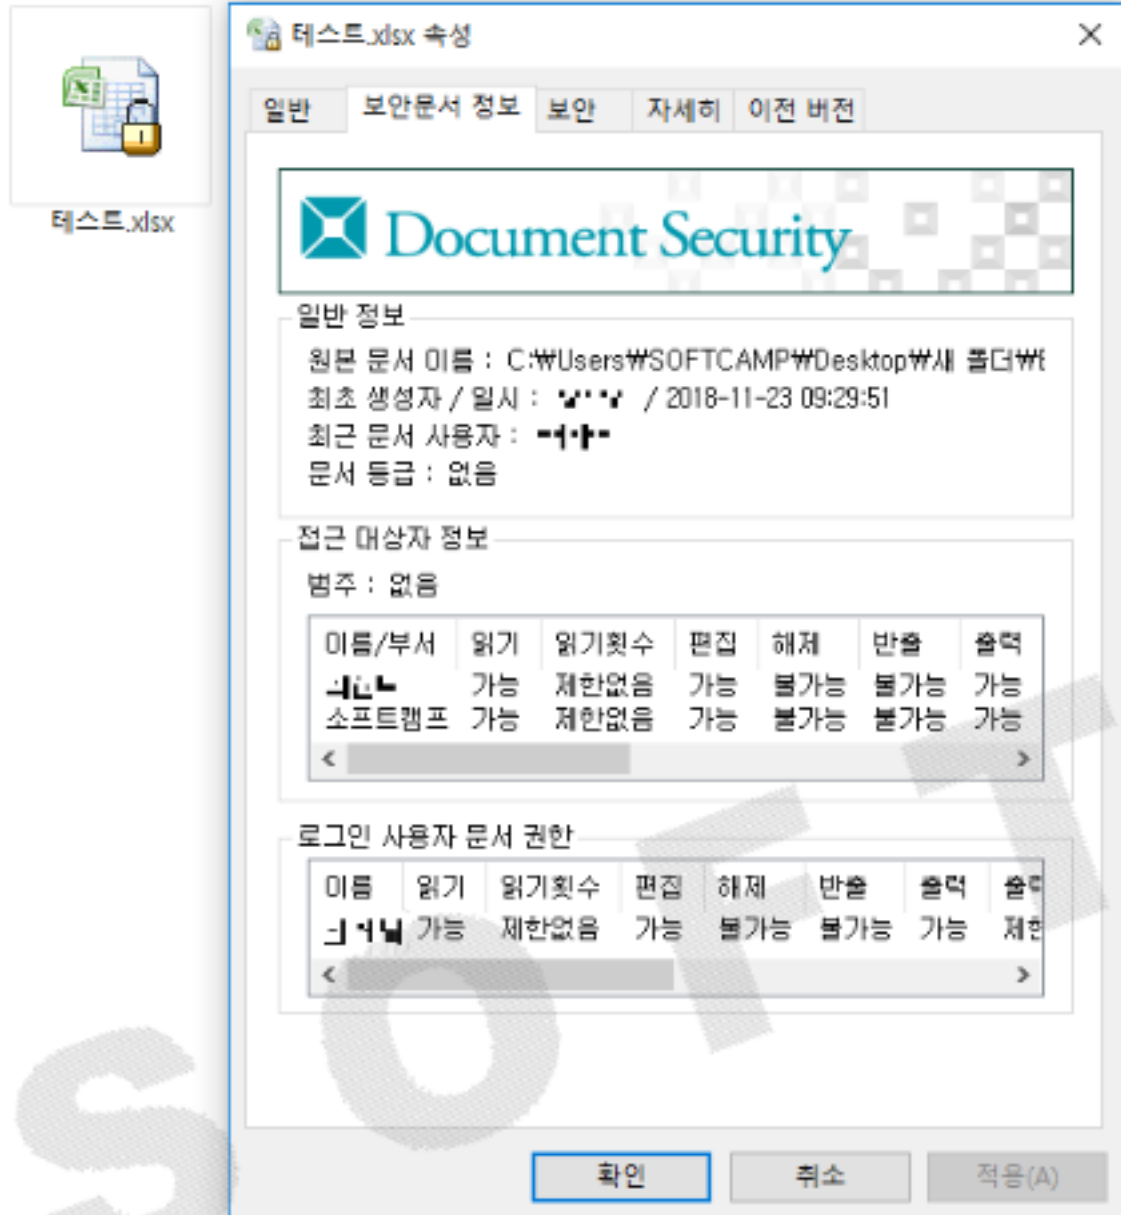 테스트.xlsx
테스트.xlsx 속성
일반 보안문서 정보 보안 자세히 이전 버전
Document Security
일반 정보
원본 문서 이름 : C:₩Users₩SOFTCAMP₩Desktop₩새 폴더₩
최초 생성자 / 일시 : / 2018-11-23 09:29:51
최근 문서 사용자 :
문서 등급 : 없음
접근 대상자 정보
범주 : 없음
이름/부서 읽기 읽기횟수 편집 해제 반출 출력
가능 제한없음 가능 불가능 불가능 가능
소프트캠프 가능 제한없음 가능 불가능 불가능 가능
로그인 사용자 문서 권한
이름 읽기 읽기횟수 편집 해제 반출 출력
가능 제한없음 가능 불가능 불가능 가능
확인 취소 적용(A)
SOFT